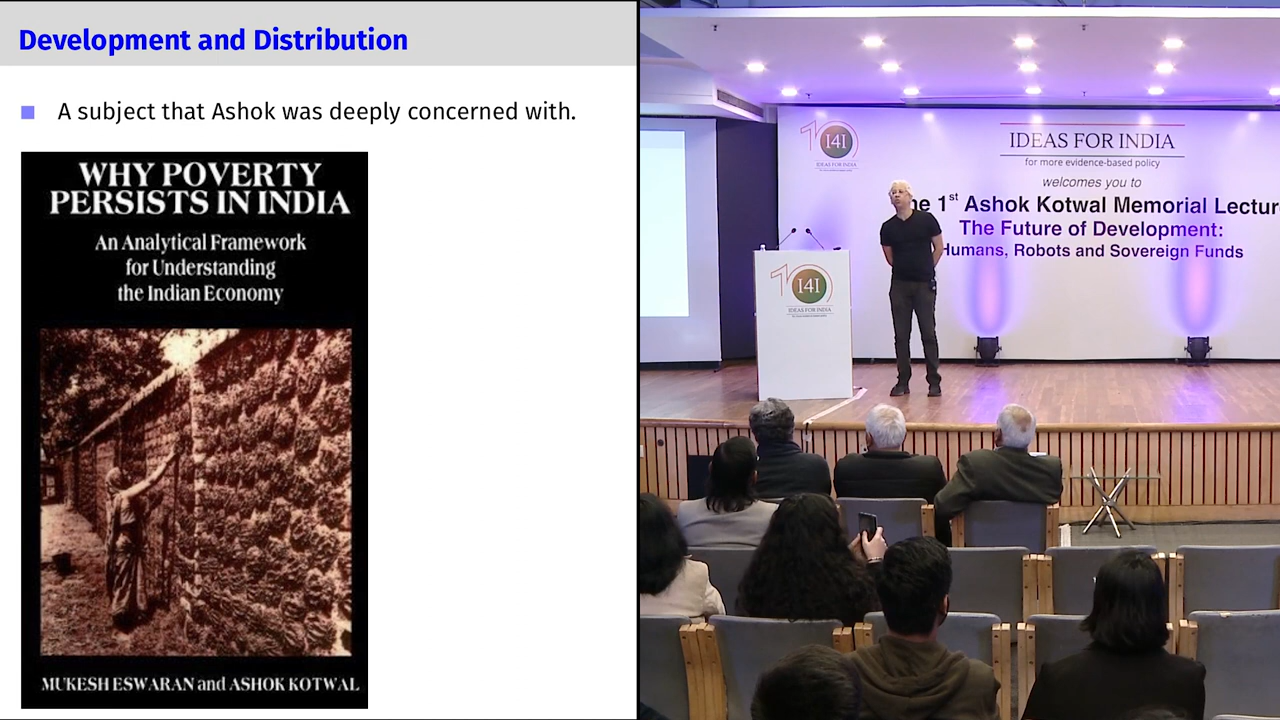 Development and Distribution
A subject that Ashok was deeply concerned with.
WHY POVERTY
PERSISTS IN INDIA
An Analytical Framework
for Understanding
the Indian Economy
MUKESH ESWARAN and ASHOK KOTWAL
I4I
IDEAS FOR INDIA
IDEAS FOR INDIA
for more evidence-based policy
welcomes you to
he 1st Ashok Kotwal Memorial Lectur
The Future of Development:
Humans, Robots and Sovereign Funds
I4I
IDEAS FOR INDIA